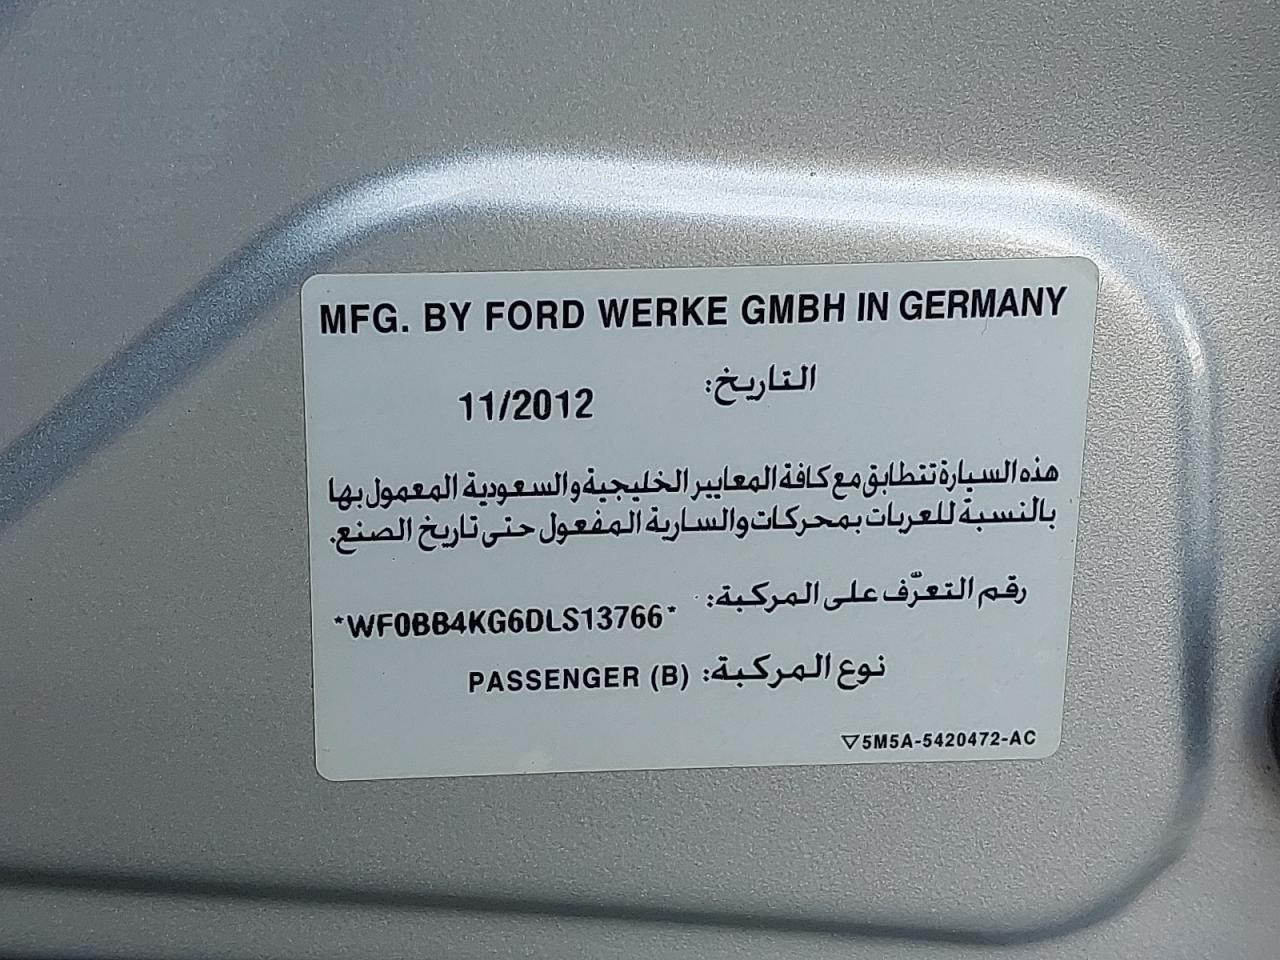 MFG. BY FORD WERKE GMBH IN GERMANY
التاريخ: 11/2012
هذه السيارة تتطابق مع كافة المعايير الخليجية والسعودية المعمول بها
بالنسبة للعربات بمحركات والسارية المفعول حتى تاريخ الصنع.
رقم التعرّف على المركبة: *WF0BB4KG6DLS13766*
نوع المركبة: PASSENGER (B)
▽5M5A-5420472-AC